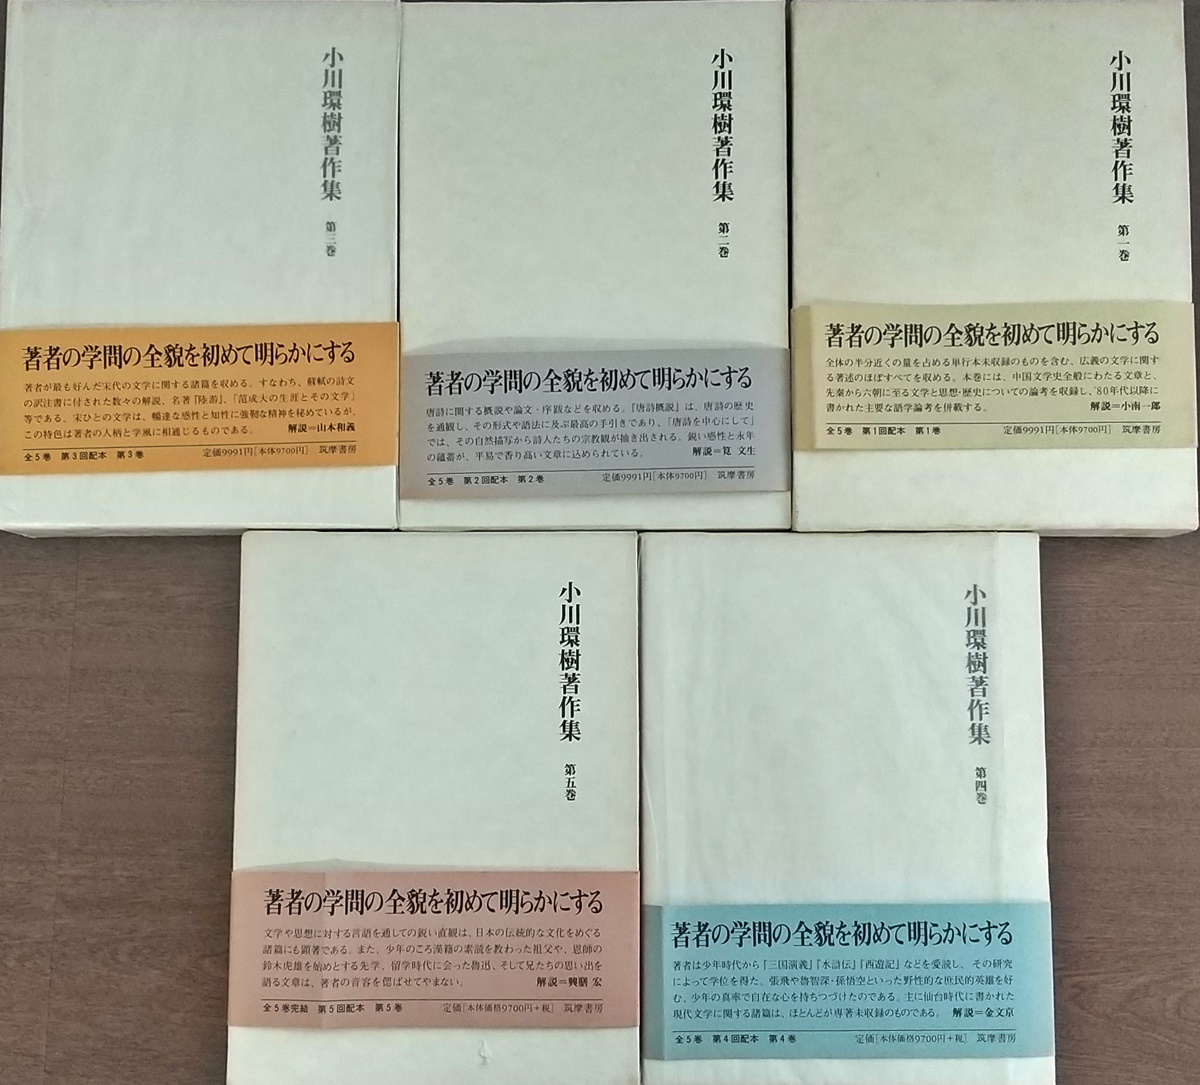 小川環樹著作集 第三巻
著者の学問の全貌を初めて明らかにする
著者が最も好んだ宋代の文学に関する諸篇を収める。すなわち、蘇軾の詩文
の訳注書に付された数々の解説、名著『陸游』、『范成大の生涯とその文学』
等である。宋ひとの文学は、暢達な感性と知性に強靭な精神を秘めているが、
この特色は著者の人柄と学風に相通じるものである。 解説=山本和義
全5巻 第3回配本 第3巻 定価9991円[本体9700円] 筑摩書房
小川環樹著作集 第二巻
著者の学問の全貌を初めて明らかにする
唐詩に関する概説や論文・序跋などを収める。『唐詩概説』は、唐詩の歴史
を通観し、その形式や語法に及ぶ最高の手引きであり、「唐詩を中心にして」
では、その自然描写から詩人たちの宗教観が抽き出される。鋭い感性と永年
の蘊蓄が、平易で香り高い文章に込められている。 解説=筧 文生
全5巻 第2回配本 第2巻 定価9991円[本体9700円] 筑摩書房
小川環樹著作集 第一巻
著者の学問の全貌を初めて明らかにする
全体の半分近くの量を占める単行本未収録のものを含む、広義の文学に関す
る著述のほぼすべてを収める。本巻には、中国文学史全般にわたる文章と、
先秦から六朝に至る文学と思想・歴史についての論考を収録し、'80年代以降に
書かれた主要な語学論考を併載する。 解説=小南一郎
全5巻 第1回配本 第1巻 定価9991円[本体9700円] 筑摩書房
小川環樹著作集 第五巻
著者の学問の全貌を初めて明らかにする
文学や思想に対する言語を通しての鋭い直観は、日本の伝統的な文化をめぐる
諸篇にも顕著である。また、少年のころ漢籍の素読を教わった祖父や、恩師の
鈴木虎雄を始めとする先学、留学時代に会った魯迅、そして兄たちの思い出を
語る文章は、著者の音容を偲ばせてやまない。 解説=興膳 宏
全5巻完結 第5回配本 第5巻 定価[本体価格9700円+税] 筑摩書房
小川環樹著作集 第四巻
著者の学問の全貌を初めて明らかにする
著者は少年時代から『三国演義』『水滸伝』『西遊記』などを愛読し、その研究
によって学位を得た。張飛や魯智深・孫悟空といった野性的な庶民的英雄を好
む、少年の真率で自在な心を持ちつづけたのである。主に仙台時代に書かれた
現代文学に関する諸篇は、ほとんどが専著未収録のものである。 解説=金文京
全5巻 第4回配本 第4巻 定価[本体価格9700円+税] 筑摩書房